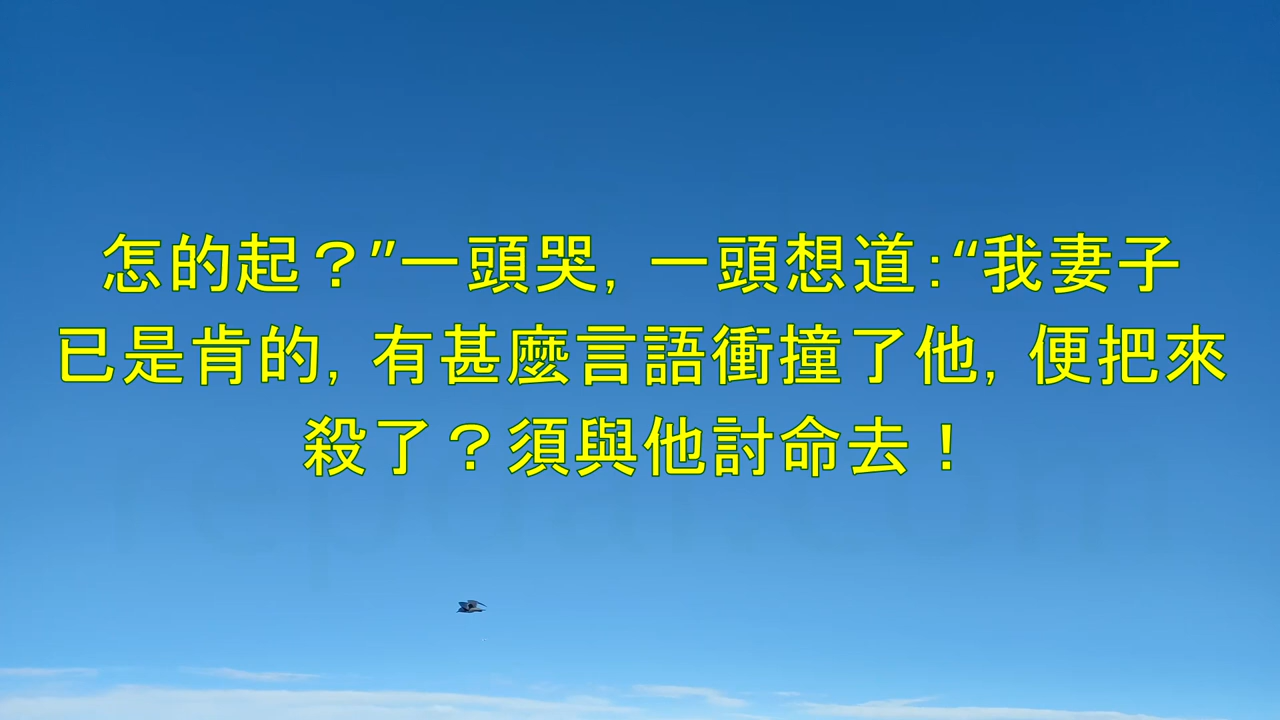 怎的起？”一頭哭, 一頭想道:“我妻子
已是肯的, 有甚麼言語衝撞了他, 便把來
殺了？須與他討命去！